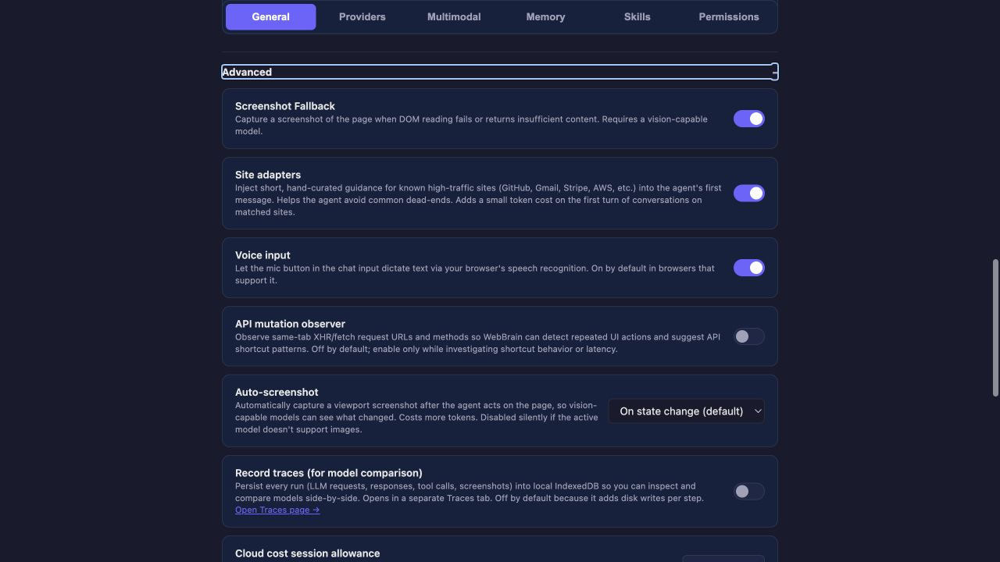 General Providers Multimodal Memory Skills Permissions
Advanced
Screenshot Fallback
Capture a screenshot of the page when DOM reading fails or returns insufficient content. Requires a vision-capable
model.
Site adapters
Inject short, hand-curated guidance for known high-traffic sites (GitHub, Gmail, Stripe, AWS, etc.) into the agent's first
message. Helps the agent avoid common dead-ends. Adds a small token cost on the first turn of conversations on
matched sites.
Voice input
Let the mic button in the chat input dictate text via your browser's speech recognition. On by default in browsers that
support it.
API mutation observer
Observe same-tab XHR/fetch request URLs and methods so WebBrain can detect repeated UI actions and suggest API
shortcut patterns. Off by default; enable only while investigating shortcut behavior or latency.
Auto-screenshot
Automatically capture a viewport screenshot after the agent acts on the page, so vision-
capable models can see what changed. Costs more tokens. Disabled silently if the active
model doesn't support images.
On state change (default)
Record traces (for model comparison)
Persist every run (LLM requests, responses, tool calls, screenshots) into local IndexedDB so you can inspect and
compare models side-by-side. Opens in a separate Traces tab. Off by default because it adds disk writes per step.
Open Traces page →
Cloud cost session allowance